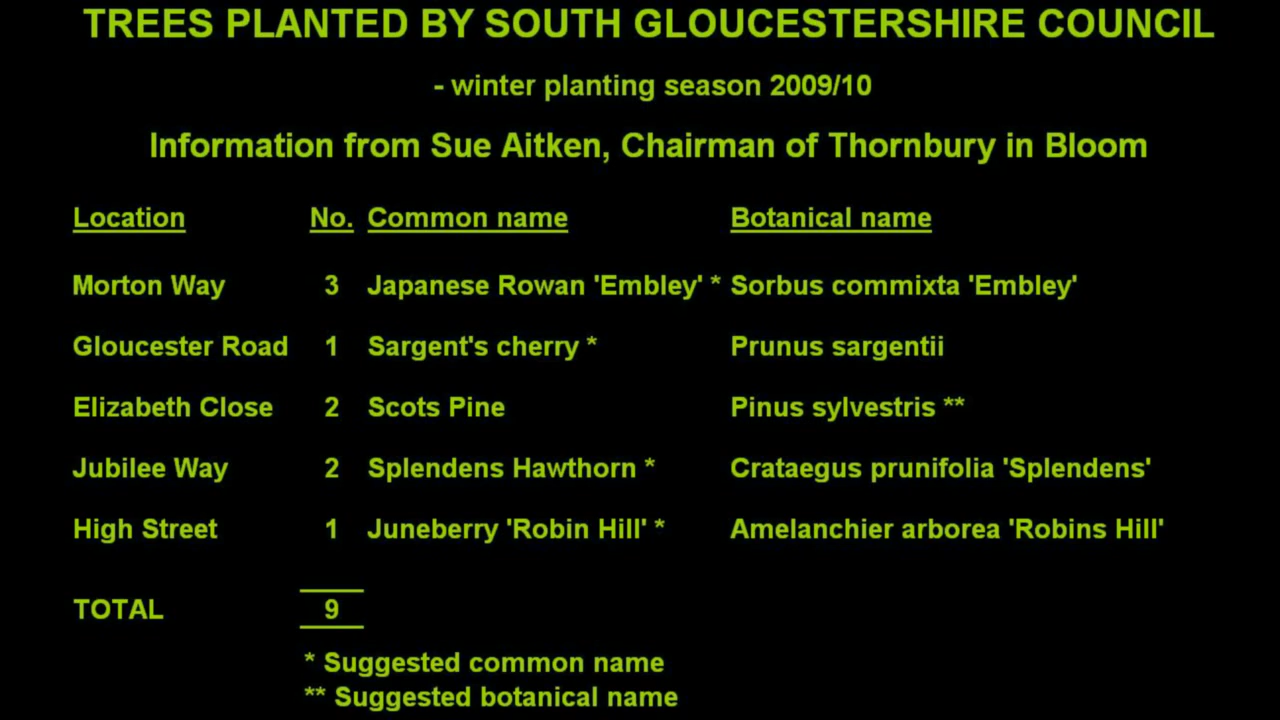 TREES PLANTED BY SOUTH GLOUCESTERSHIRE COUNCIL
- winter planting season 2009/10
Information from Sue Aitken, Chairman of Thornbury in Bloom
Location No. Common name Botanical name
Morton Way 3 Japanese Rowan 'Embley' * Sorbus commixta 'Embley'
Gloucester Road 1 Sargent's cherry * Prunus sargentii
Elizabeth Close 2 Scots Pine Pinus sylvestris **
Jubilee Way 2 Splendens Hawthorn * Crataegus prunifolia 'Splendens'
High Street 1 Juneberry 'Robin Hill' * Amelanchier arborea 'Robins Hill'
TOTAL 9
* Suggested common name
** Suggested botanical name